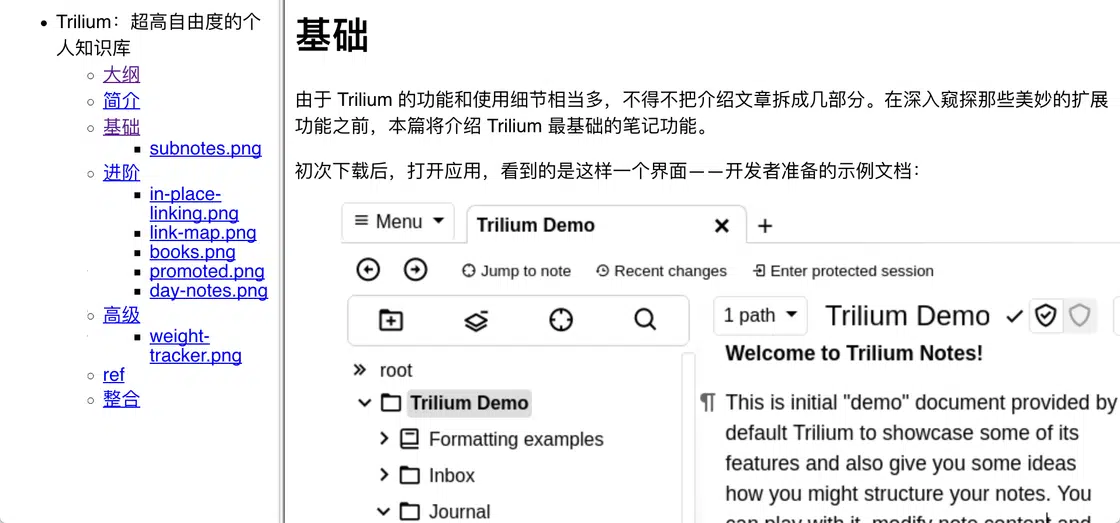 Trilium：超高自由度的个
人知识库
大纲
简介
基础
subnotes.png
进阶
in-place-
linking.png
link-map.png
books.png
promoted.png
day-notes.png
高级
weight-
tracker.png
ref
整合
基础
由于 Trilium 的功能和使用细节相当多，不得不把介绍文章拆成几部分。在深入窥探那些美妙的扩展
功能之前，本篇将介绍 Trilium 最基础的笔记功能。
初次下载后，打开应用，看到的是这样一个界面——开发者准备的示例文档：
Menu
Trilium Demo
Jump to note
Recent changes
Enter protected session
1 path
Trilium Demo
root
Trilium Demo
Formatting examples
Inbox
Journal
Welcome to Trilium Notes!
This is initial "demo" document provided by
default Trilium to showcase some of its
features and also give you some ideas
how you might structure your notes. You
can play with it, modify note content and